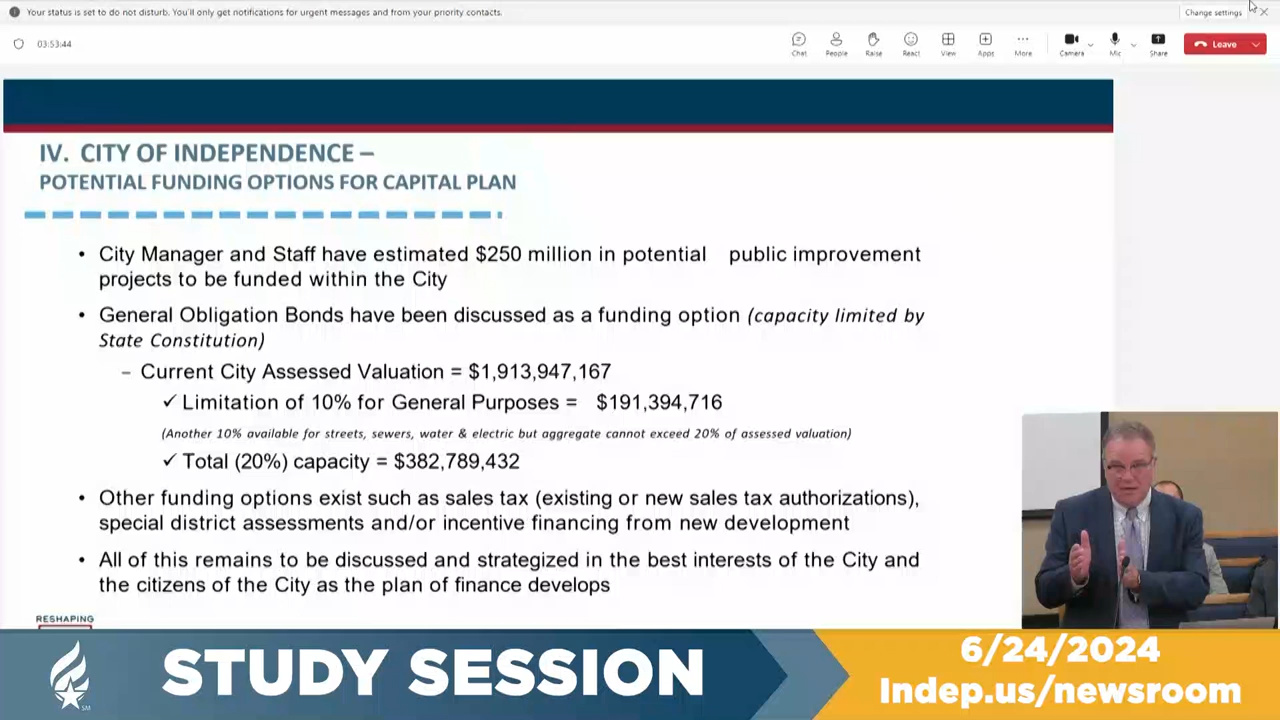 Your status is set to do not disturb. You'll only get notifications for urgent messages and from your priority contacts.
Change settings
03:53:44
Chat
People
Raise
React
View
Apps
More
Camera
Mic
Share
Leave
IV. CITY OF INDEPENDENCE –
POTENTIAL FUNDING OPTIONS FOR CAPITAL PLAN
• City Manager and Staff have estimated $250 million in potential public improvement
projects to be funded within the City
• General Obligation Bonds have been discussed as a funding option (capacity limited by
State Constitution)
– Current City Assessed Valuation = $1,913,947,167
✓ Limitation of 10% for General Purposes = $191,394,716
(Another 10% available for streets, sewers, water & electric but aggregate cannot exceed 20% of assessed valuation)
✓ Total (20%) capacity = $382,789,432
• Other funding options exist such as sales tax (existing or new sales tax authorizations),
special district assessments and/or incentive financing from new development
• All of this remains to be discussed and strategized in the best interests of the City and
the citizens of the City as the plan of finance develops
RESHAPING
STUDY SESSION
6/24/2024
Indep.us/newsroom
SM